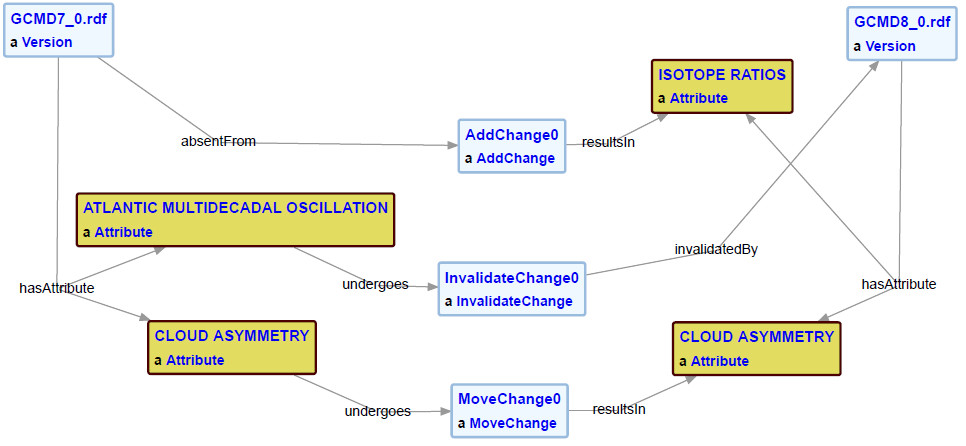 GCMD7_0.rdf
a Version
GCMD8_0.rdf
a Version
ISOTOPE RATIOS
a Attribute
absentFrom
AddChange0
a AddChange
resultsIn
ATLANTIC MULTIDECADAL OSCILLATION
a Attribute
invalidatedBy
undergoes
InvalidateChange0
a InvalidateChange
hasAttribute
hasAttribute
CLOUD ASYMMETRY
a Attribute
CLOUD ASYMMETRY
a Attribute
undergoes
MoveChange0
a MoveChange
resultsIn